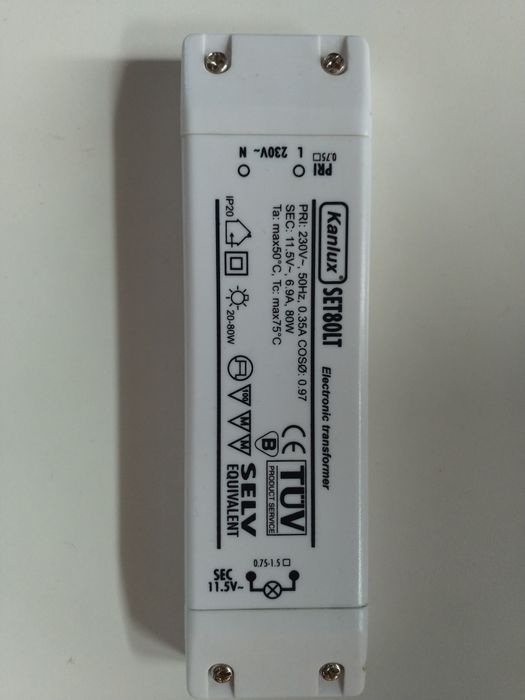 PRI
0.75
L 230V~ N
Kanlux® SET80LT
Electronic transformer
PRI: 230V~, 50Hz, 0.35A COSØ: 0.97
SEC: 11.5V~, 6.9A, 80W
Ta: max50°C, Tc: max75°C
IP20
20-80W
100
M
M
CE
B
TÜV
PRODUCT SERVICE
SELV
EQUIVALENT
0.75-1.5
SEC
11.5V~